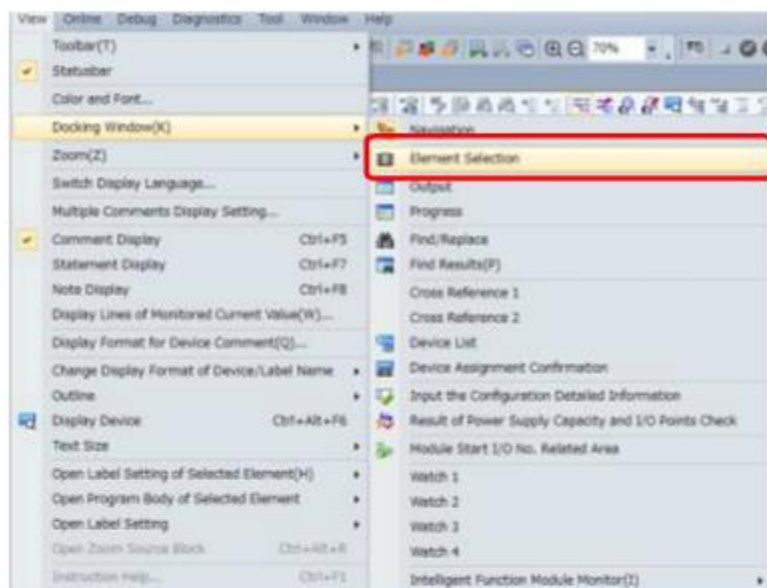 View Online Debug Diagnostics Tool Window Help
Toolbar(T)
Statusbar
Color and Font...
Docking Window(K)
Zoom(Z)
Switch Display Language...
Multiple Comments Display Setting...
Comment Display Ctrl+F5
Statement Display Ctrl+F7
Note Display Ctrl+F8
Display Lines of Monitored Current Value(W)...
Display Format for Device Comment(Q)...
Change Display Format of Device/Label Name
Outline
Display Device Ctrl+Alt+F6
Text Size
Open Label Setting of Selected Element(H)
Open Program Body of Selected Element
Open Label Setting
Open Zoom Source Block Ctrl+Alt+R
Instruction Help... Ctrl+F1
70%
Navigation
Element Selection
Output
Progress
Find/Replace
Find Results(P)
Cross Reference 1
Cross Reference 2
Device List
Device Assignment Confirmation
Input the Configuration Detailed Information
Result of Power Supply Capacity and I/O Points Check
Module Start I/O No. Related Area
Watch 1
Watch 2
Watch 3
Watch 4
Intelligent Function Module Monitor(I)